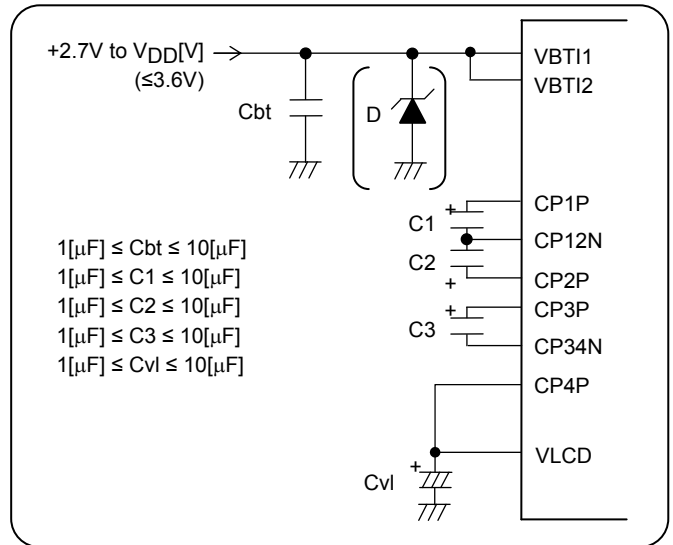 +2.7V to VDD[V]
(≤3.6V)
VBTI1
VBTI2
Cbt
D
CP1P
+
C1
CP12N
C2
CP2P
+
CP3P
+
C3
CP34N
CP4P
VLCD
+
Cvl
1[μF] ≤ Cbt ≤ 10[μF]
1[μF] ≤ C1 ≤ 10[μF]
1[μF] ≤ C2 ≤ 10[μF]
1[μF] ≤ C3 ≤ 10[μF]
1[μF] ≤ Cvl ≤ 10[μF]